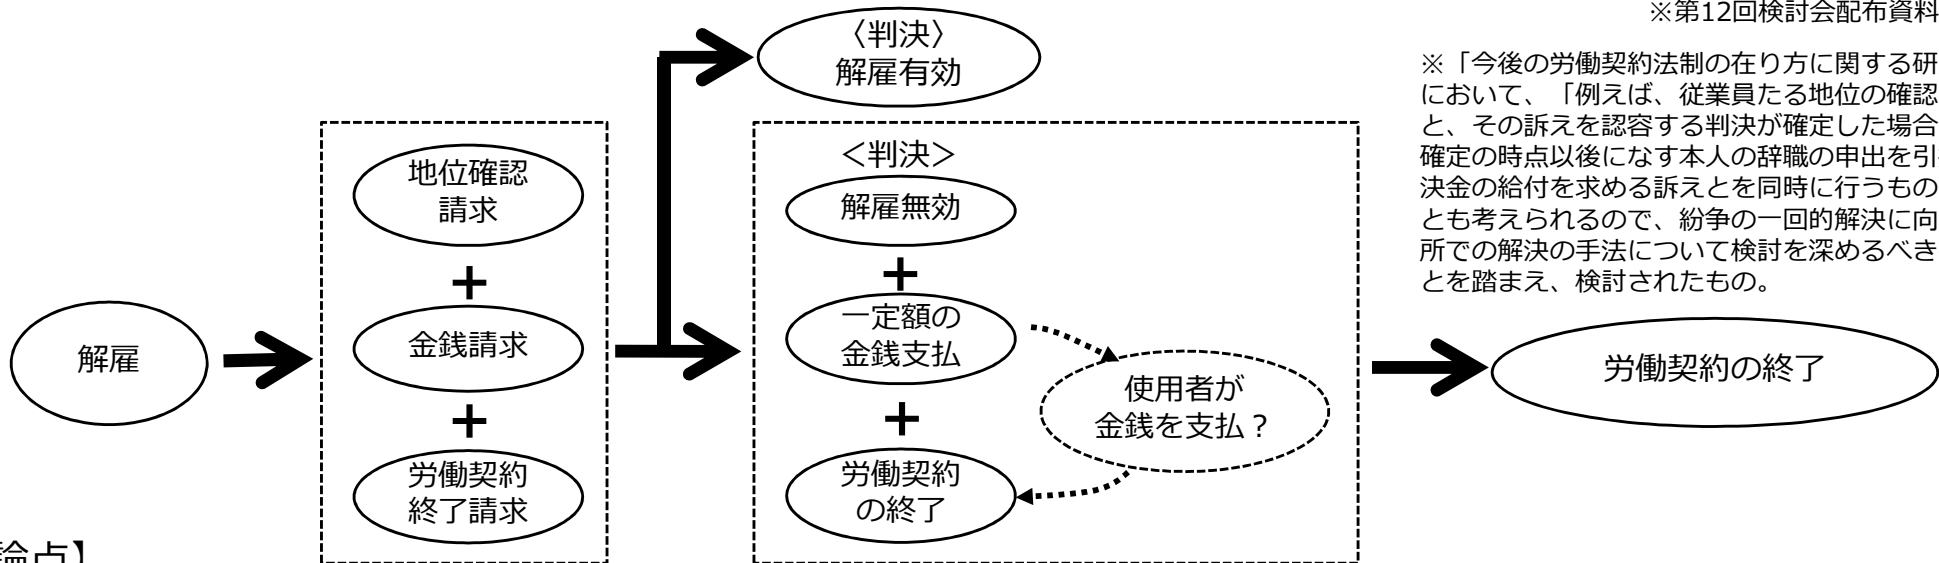 ※第12回検討会配布資料
※「今後の労働契約法制の在り方に関する研
において、「例えば、従業員たる地位の確認
と、その訴えを認容する判決が確定した場合
確定の時点以後になす本人の辞職の申出を引
決金の給付を求める訴えとを同時に行うもの
とも考えられるので、紛争の一回的解決に向
所での解決の手法について検討を深めるべき
とを踏まえ、検討されたもの。
〈判決〉
解雇有効
解雇
地位確認
請求
+
金銭請求
+
労働契約
終了請求
＜判決＞
解雇無効
+
一定額の
金銭支払
+
労働契約
の終了
使用者が
金銭を支払？
労働契約の終了
論点】